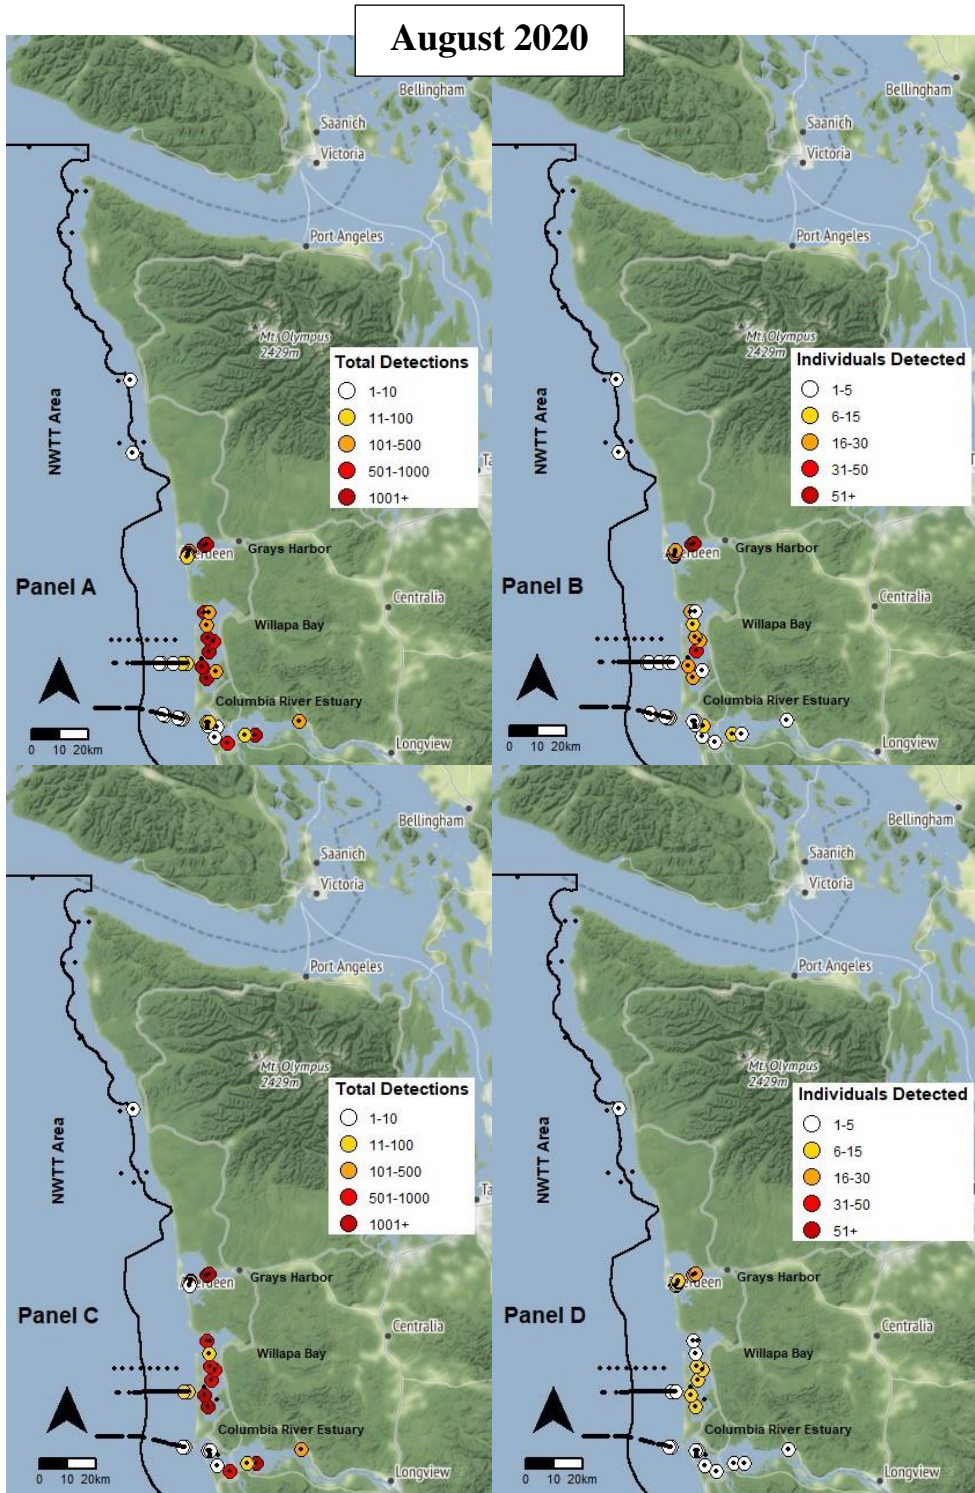 August 2020
Bellingham
Saanich
Victoria
Port Angeles
Mt. Olympus
2429m
Total Detections
1-10
11-100
101-500
501-1000
1001+
NWTT Area
Grays Harbor
Panel A
Centralia
Willapa Bay
Columbia River Estuary
0 10 20km
Longview
Bellingham
Saanich
Victoria
Port Angeles
Mt. Olympus
2429m
Individuals Detected
1-5
6-15
16-30
31-50
51+
NWTT Area
Grays Harbor
Panel B
Centralia
Willapa Bay
Columbia River Estuary
0 10 20km
Longview
Bellingham
Saanich
Victoria
Port Angeles
Mt. Olympus
2429m
Total Detections
1-10
11-100
101-500
501-1000
1001+
NWTT Area
Grays Harbor
Panel C
Centralia
Willapa Bay
Columbia River Estuary
0 10 20km
Longview
Bellingham
Saanich
Victoria
Port Angeles
Mt. Olympus
2429m
Individuals Detected
1-5
6-15
16-30
31-50
51+
NWTT Area
Grays Harbor
Panel D
Centralia
Willapa Bay
Columbia River Estuary
0 10 20km
Longview